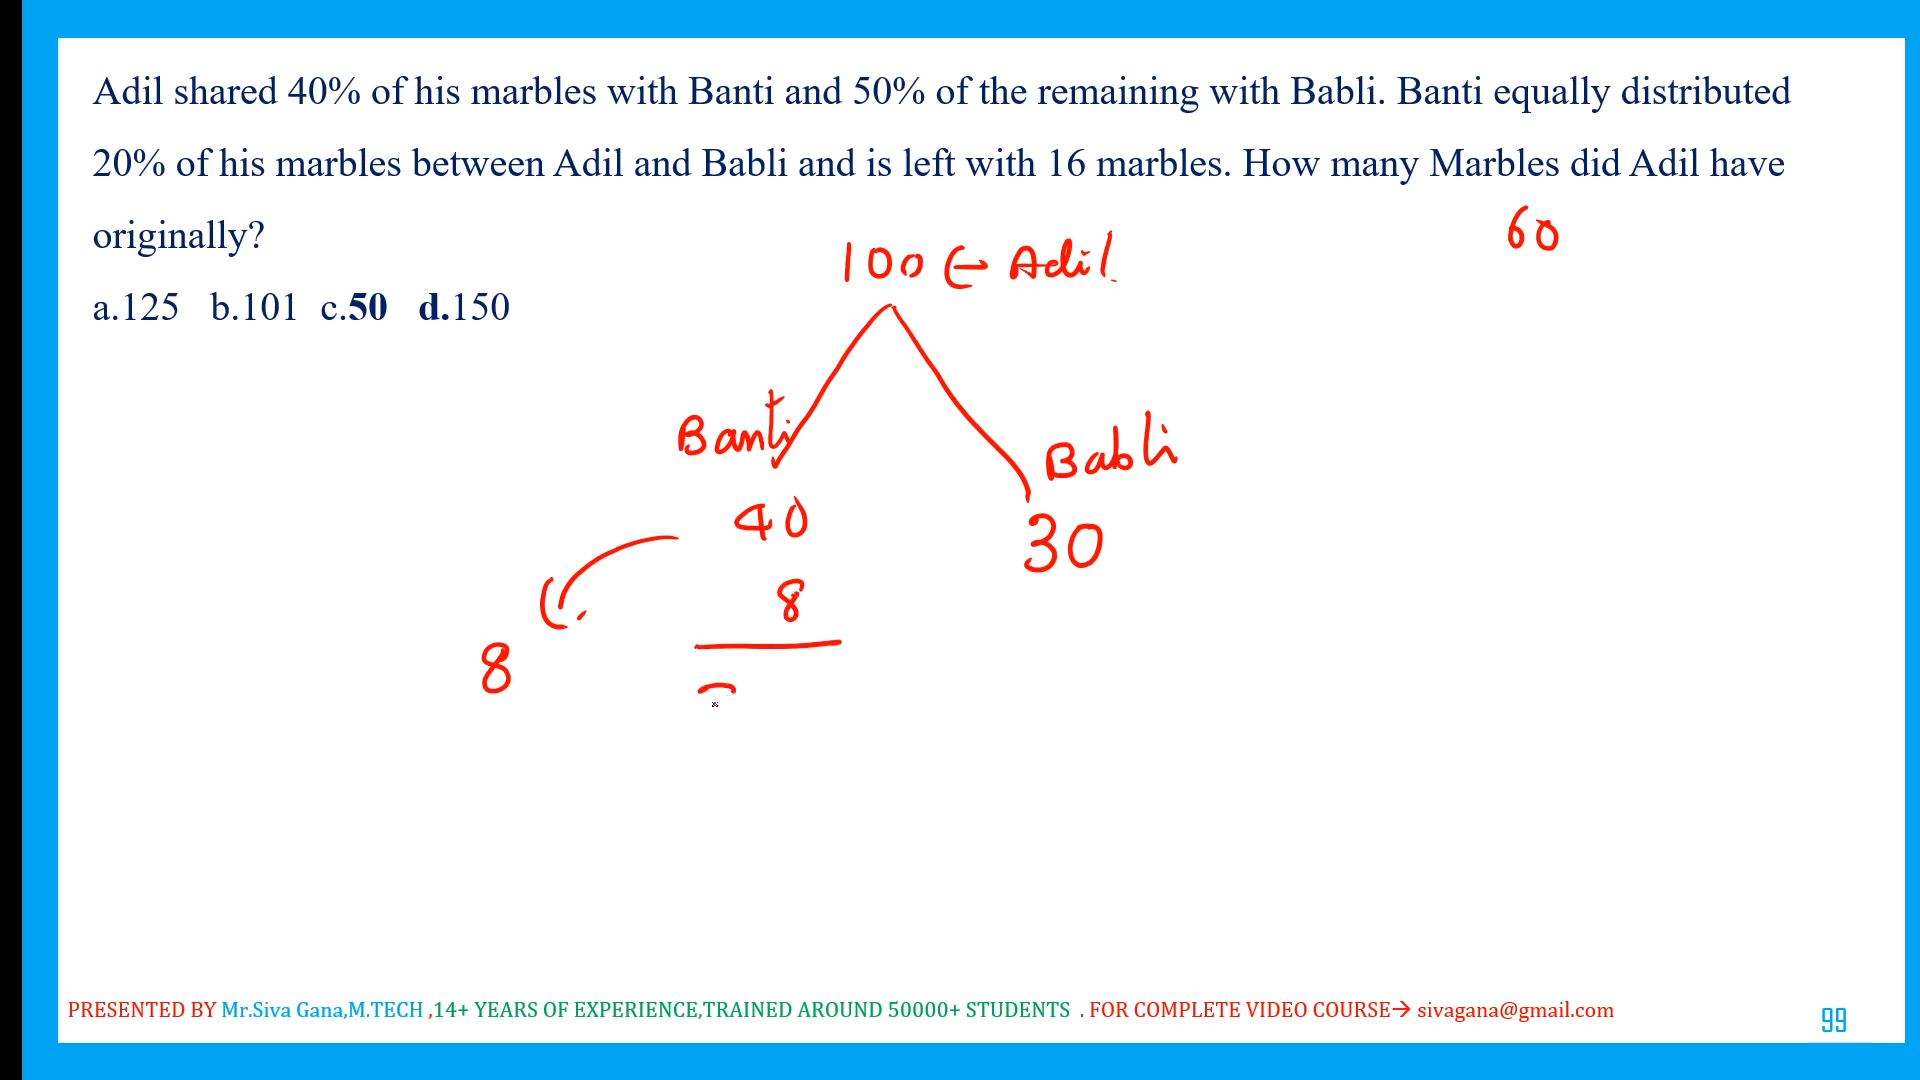 Adil shared 40% of his marbles with Banti and 50% of the remaining with Babli. Banti equally distributed
20% of his marbles between Adil and Babli and is left with 16 marbles. How many Marbles did Adil have
originally?
60
100 ← Adil
a.125 b.101 c.50 d.150
Banti
Babli
40
30
8
8
PRESENTED BY Mr.Siva Gana,M.TECH ,14+ YEARS OF EXPERIENCE,TRAINED AROUND 50000+ STUDENTS . FOR COMPLETE VIDEO COURSE→ sivagana@gmail.com
99